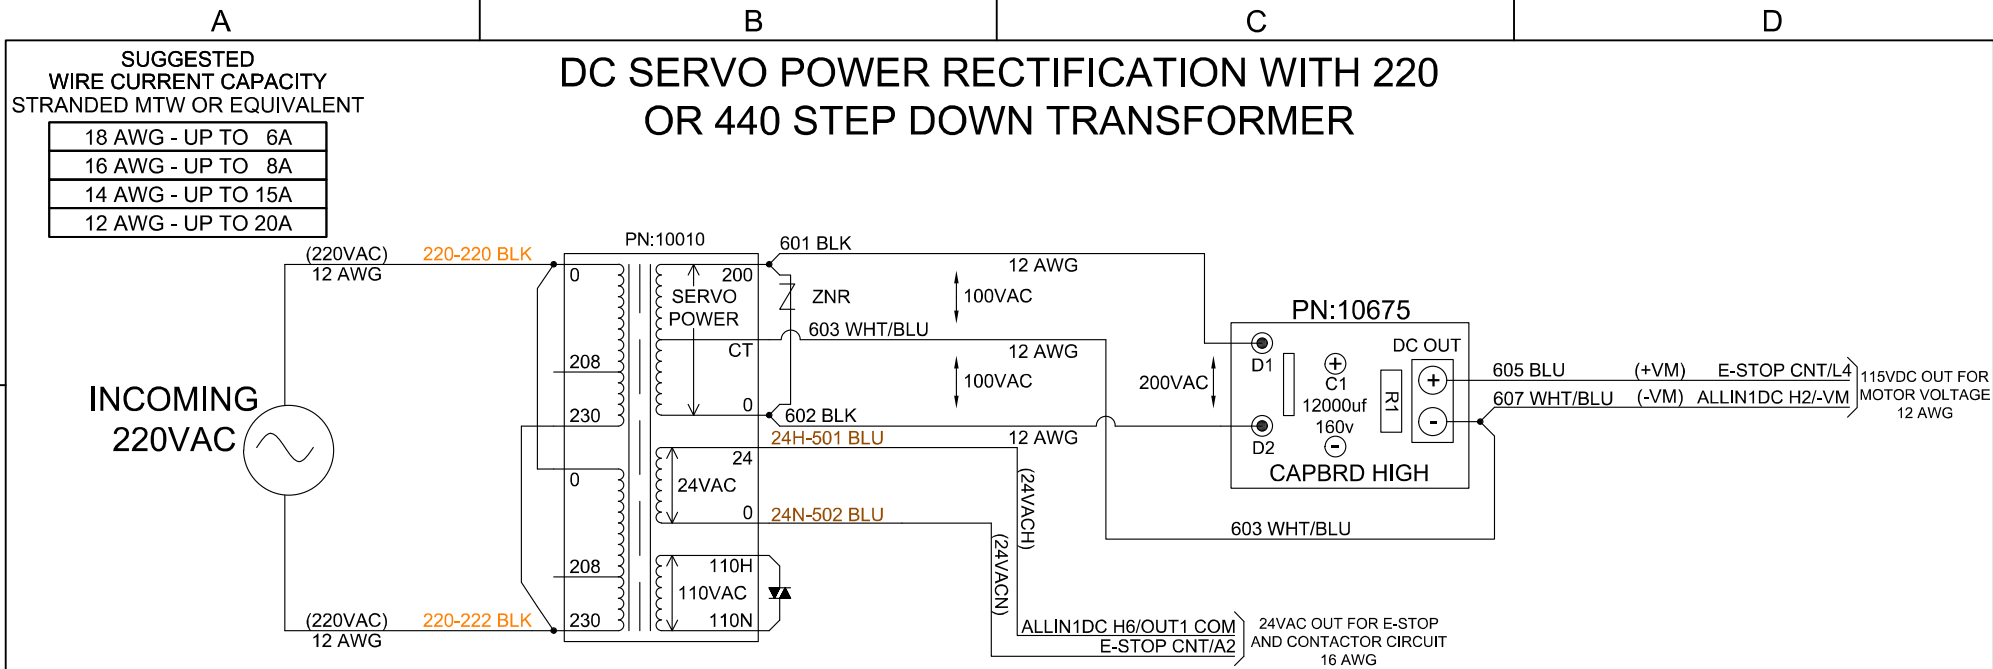 A
B
C
D
SUGGESTED
WIRE CURRENT CAPACITY
STRANDED MTW OR EQUIVALENT
18 AWG - UP TO 6A
16 AWG - UP TO 8A
14 AWG - UP TO 15A
12 AWG - UP TO 20A
DC SERVO POWER RECTIFICATION WITH 220
OR 440 STEP DOWN TRANSFORMER
INCOMING
220VAC
(220VAC)
12 AWG
220-220 BLK
(220VAC)
12 AWG
220-222 BLK
PN:10010
0
208
230
0
208
230
200
SERVO
POWER
CT
0
24
24VAC
0
110H
110VAC
110N
601 BLK
12 AWG
ZNR
100VAC
603 WHT/BLU
12 AWG
100VAC
602 BLK
12 AWG
24H-501 BLU
24N-502 BLU
(24VACH)
(24VACN)
200VAC
PN:10675
D1
D2
C1
12000uf
160v
R1
DC OUT
+
-
+
-
CAPBRD HIGH
603 WHT/BLU
605 BLU (+VM) E-STOP CNT/L4
607 WHT/BLU (-VM) ALLIN1DC H2/-VM
115VDC OUT FOR
MOTOR VOLTAGE
12 AWG
ALLIN1DC H6/OUT1 COM
E-STOP CNT/A2
24VAC OUT FOR E-STOP
AND CONTACTOR CIRCUIT
16 AWG